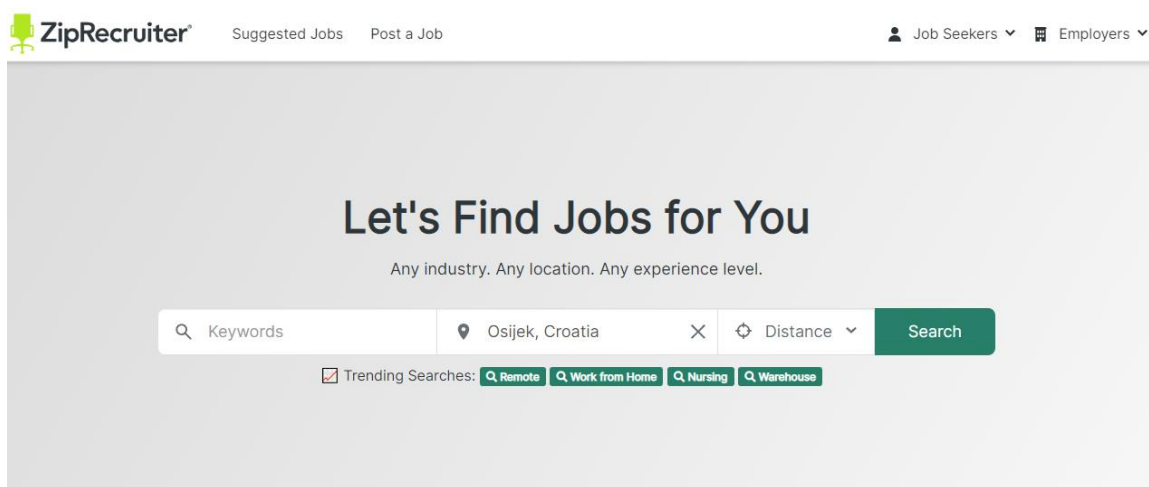 ZipRecruiter® Suggested Jobs Post a Job Job Seekers Employers
Let's Find Jobs for You
Any industry. Any location. Any experience level.
Keywords Osijek, Croatia Distance Search
Trending Searches: Remote Work from Home Nursing Warehouse